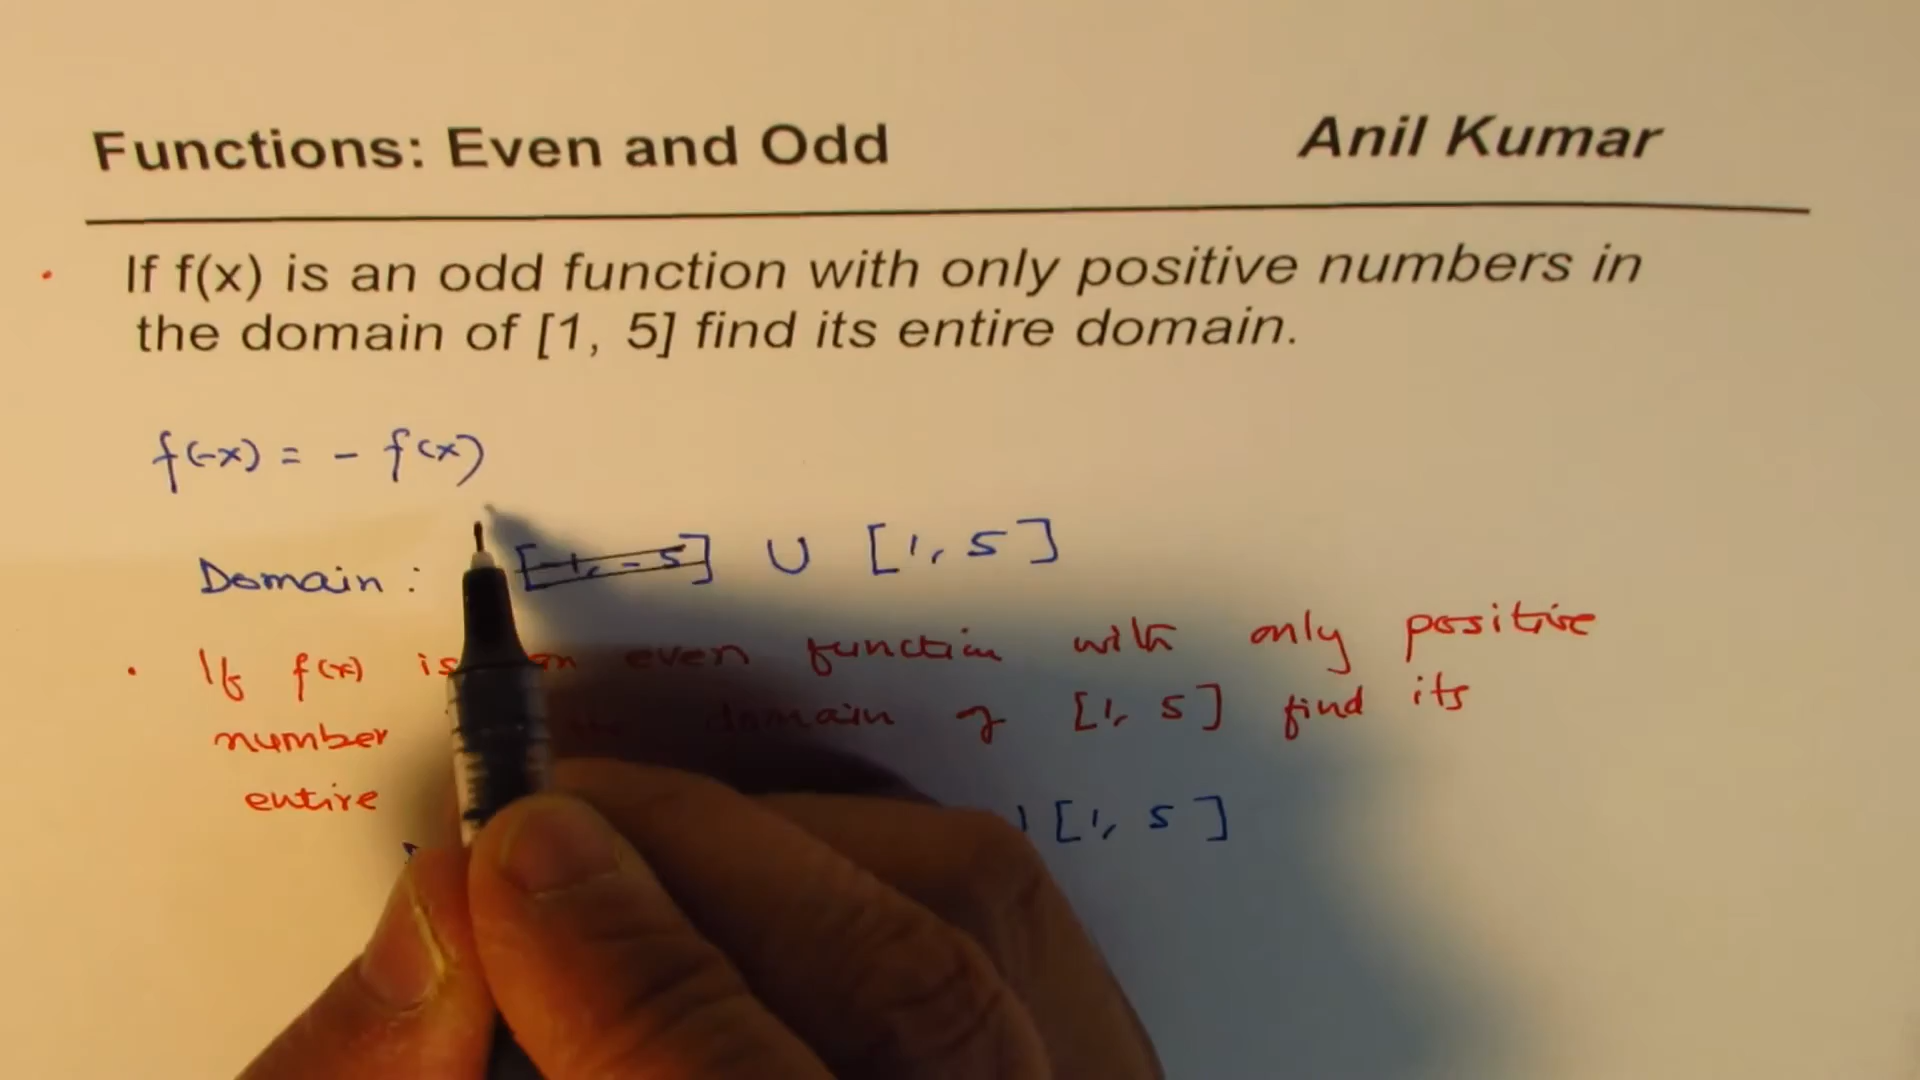 Functions: Even and Odd
Anil Kumar
If f(x) is an odd function with only positive numbers in
the domain of [1, 5] find its entire domain.
f(-x) = - f(x)
Domain : [-1, -5] ∪ [1, 5]
If f(x) is an even function with only positive
number domain of [1, 5] find its
entire
[1, 5]